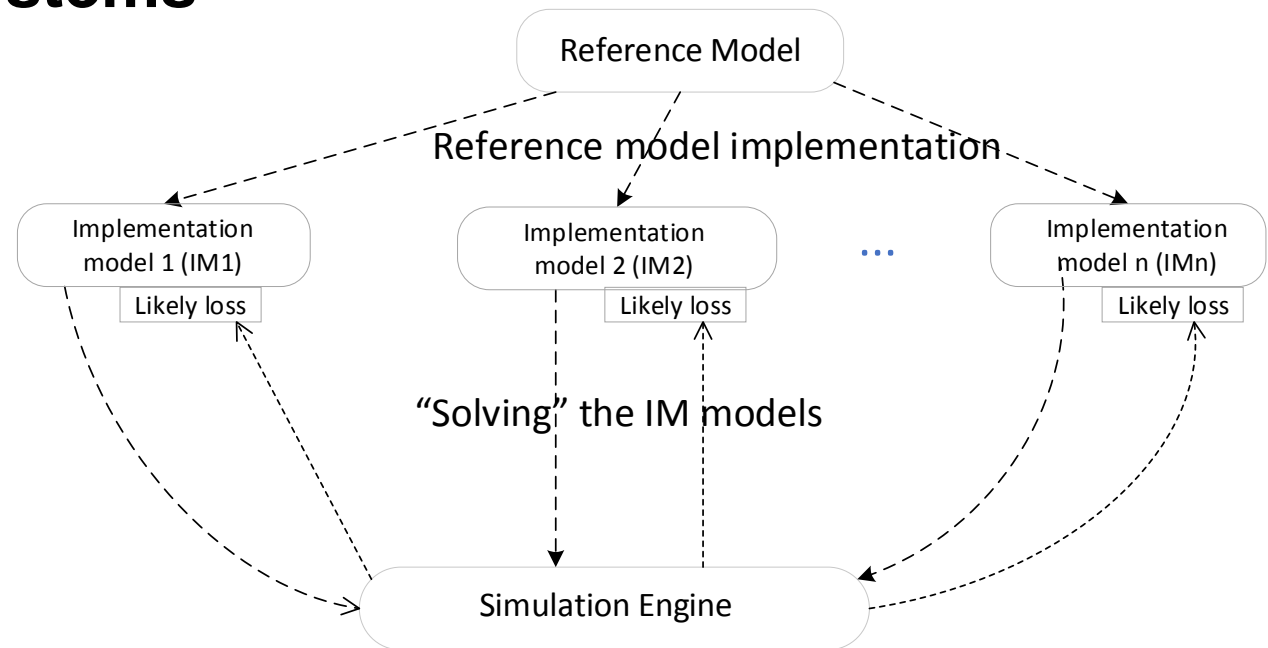 Reference Model
Reference model implementation
Implementation
model 1 (IM1)
Likely loss
Implementation
model 2 (IM2)
Likely loss
...
Implementation
model n (IMn)
Likely loss
“Solving” the IM models
Simulation Engine